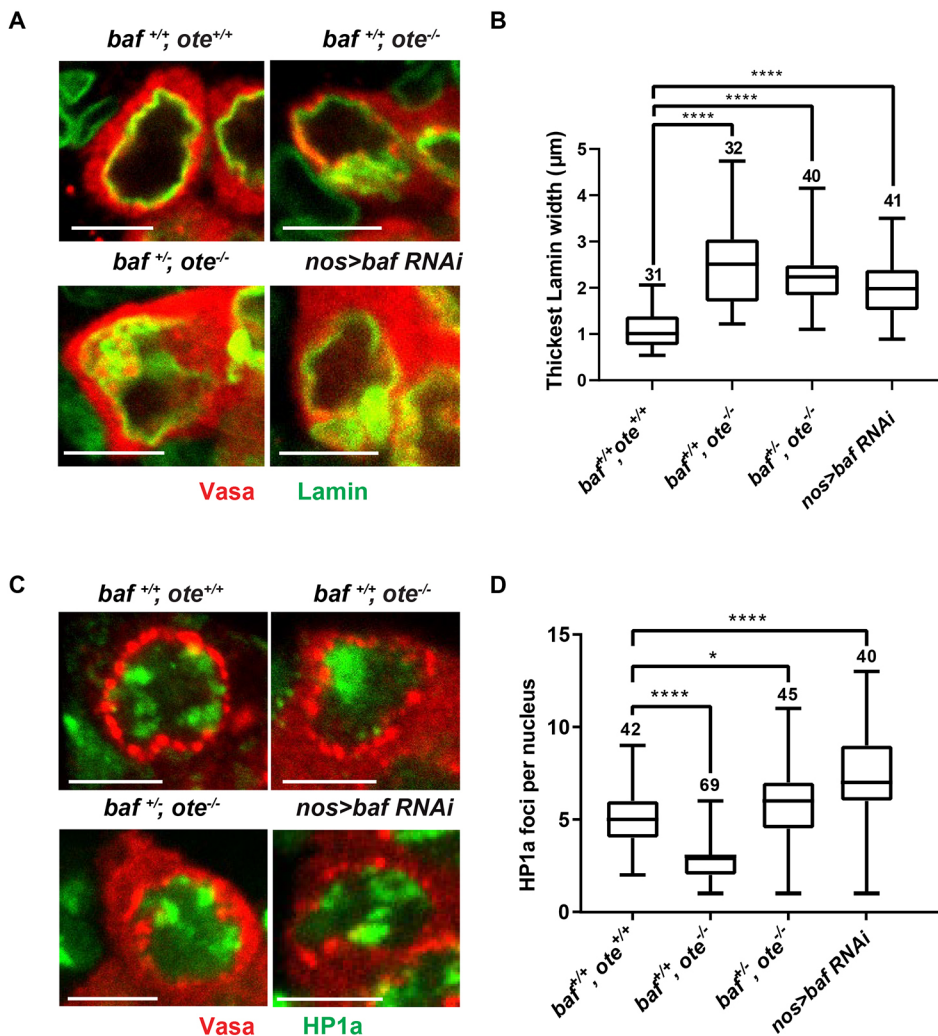 A
baf +/+; ote+/+
baf +/+; ote-/-
baf +/-; ote-/-
nos>baf RNAi
Vasa Lamin
B
Thickest Lamin width (µm)
****
****
****
5
4
3
2
1
0
31
32
40
41
baf+/+, ote+/+
baf+/+, ote-/-
baf+/-, ote-/-
nos>baf RNAi
C
baf +/+; ote+/+
baf +/+; ote-/-
baf +/-; ote-/-
nos>baf RNAi
Vasa HP1a
D
HP1a foci per nucleus
****
*
****
15
10
5
0
42
69
45
40
baf+/+, ote+/+
baf+/+, ote-/-
baf+/-, ote-/-
nos>baf RNAi